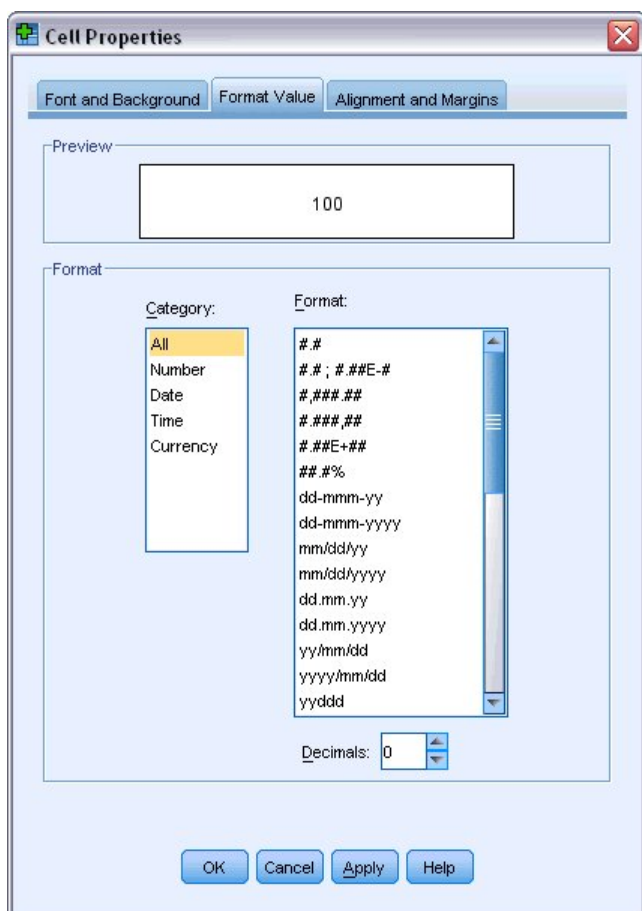 Cell Properties
Font and Background
Format Value
Alignment and Margins
Preview
100
Format
Category:
All
Number
Date
Time
Currency
Format:
#.#
#.# ; #.##E-#
#,###.##
#.###,##
#.##E+##
##.#%
dd-mmm-yy
dd-mmm-yyyy
mm/dd/yy
mm/dd/yyyy
dd.mm.yy
dd.mm.yyyy
yy/mm/dd
yyyy/mm/dd
yyddd
Decimals: 0
OK
Cancel
Apply
Help